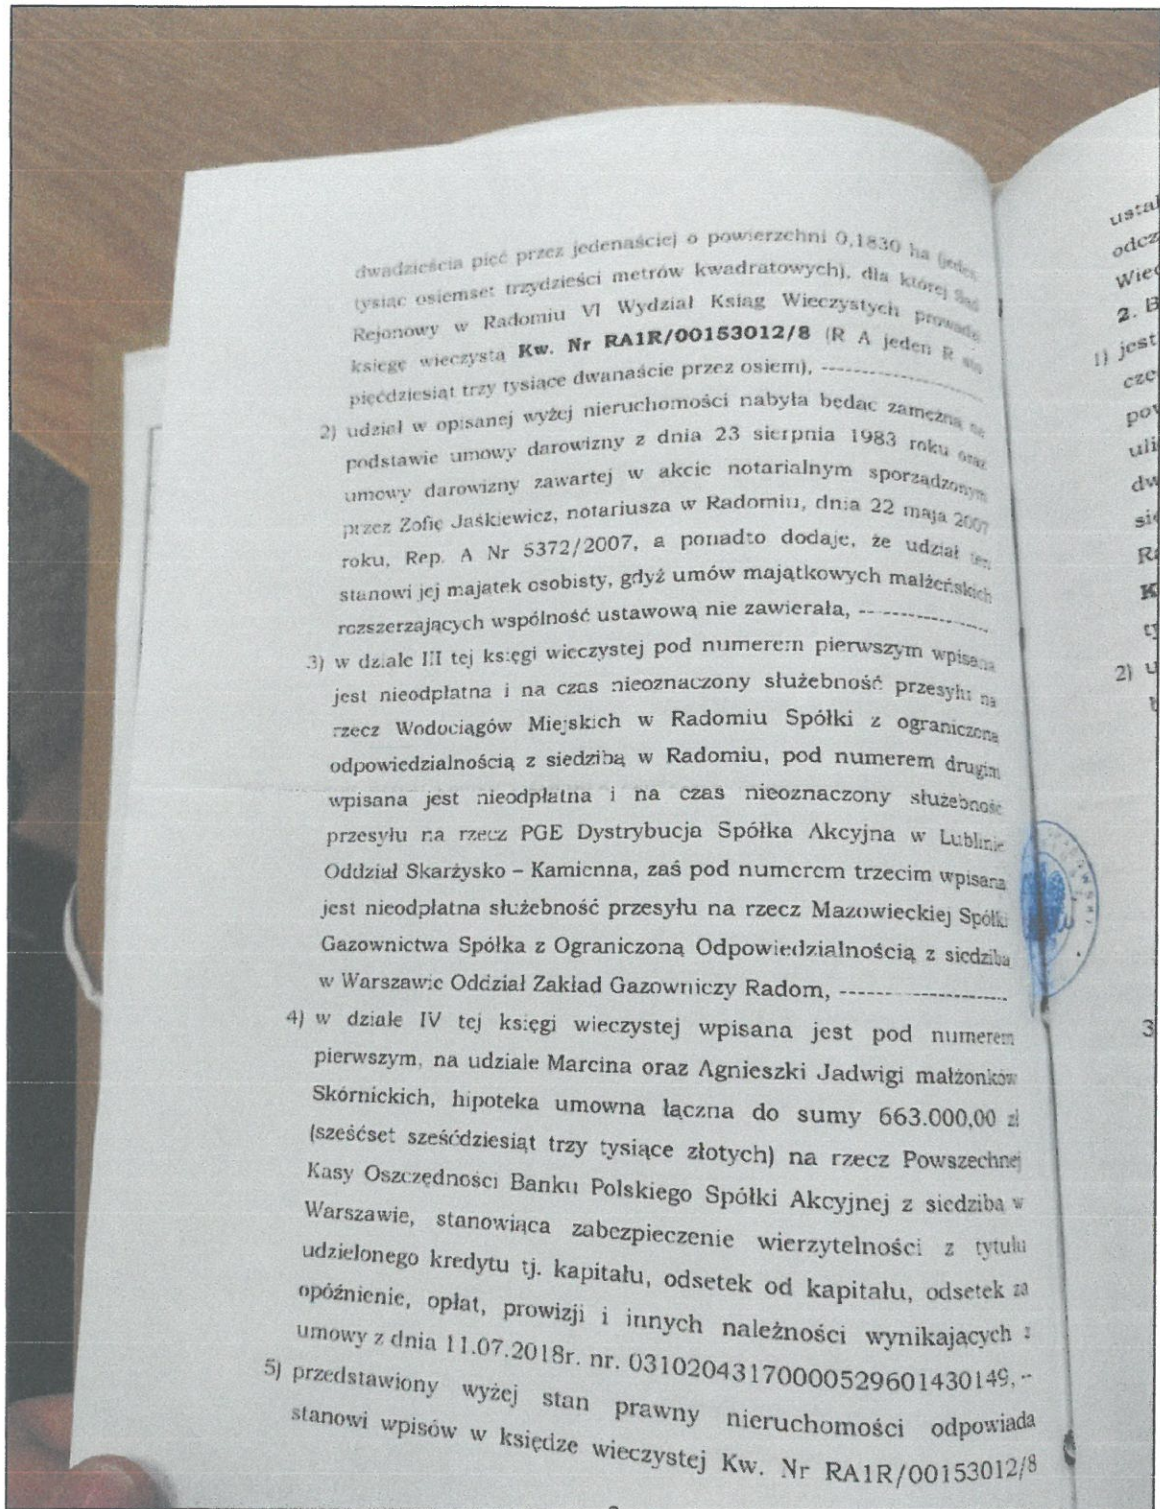 dwadzieścia pięć przez jedenaście) o powierzchni 0,1830 ha (jeden
tysiąc osiemset trzydzieści metrów kwadratowych), dla której Sąd
Rejonowy w Radomiu VI Wydział Ksiąg Wieczystych prowadzi
księgę wieczystą Kw. Nr RA1R/00153012/8 (R A jeden R sto
pięćdziesiąt trzy tysiące dwanaście przez osiem), ----------
2) udział w opisanej wyżej nieruchomości nabyła będąc zamężną na
podstawie umowy darowizny z dnia 23 sierpnia 1983 roku oraz
umowy darowizny zawartej w akcie notarialnym sporządzonym
przez Zofię Jaśkiewicz, notariusza w Radomiu, dnia 22 maja 2007
roku, Rep. A Nr 5372/2007, a ponadto dodaje, że udział ten
stanowi jej majątek osobisty, gdyż umów majątkowych małżeńskich
rozszerzających wspólność ustawową nie zawierała, ----------
3) w dziale III tej księgi wieczystej pod numerem pierwszym wpisana
jest nieodpłatna i na czas nieoznaczony służebność przesyłu na
rzecz Wodociągów Miejskich w Radomiu Spółki z ograniczoną
odpowiedzialnością z siedzibą w Radomiu, pod numerem drugim
wpisana jest nieodpłatna i na czas nieoznaczony służebność
przesyłu na rzecz PGE Dystrybucja Spółka Akcyjna w Lublinie
Oddział Skarżysko – Kamienna, zaś pod numerem trzecim wpisana
jest nieodpłatna służebność przesyłu na rzecz Mazowieckiej Spółki
Gazownictwa Spółka z Ograniczoną Odpowiedzialnością z siedzibą
w Warszawie Oddział Zakład Gazowniczy Radom, ----------
4) w dziale IV tej księgi wieczystej wpisana jest pod numerem
pierwszym, na udziale Marcina oraz Agnieszki Jadwigi małżonków
Skórnickich, hipoteka umowna łączna do sumy 663.000,00 zł
(sześćset sześćdziesiąt trzy tysiące złotych) na rzecz Powszechnej
Kasy Oszczędności Banku Polskiego Spółki Akcyjnej z siedzibą w
Warszawie, stanowiąca zabezpieczenie wierzytelności z tytułu
udzielonego kredytu tj. kapitału, odsetek od kapitału, odsetek za
opóźnienie, opłat, prowizji i innych należności wynikających z
umowy z dnia 11.07.2018r. nr. 03102043170000529601430149, --
5) przedstawiony wyżej stan prawny nieruchomości odpowiada
stanowi wpisów w księdze wieczystej Kw. Nr RA1R/00153012/8
2.
1) jest
2)
3